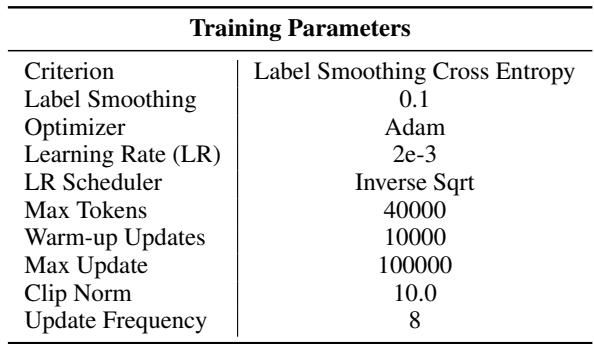 Training Parameters
Criterion Label Smoothing Cross Entropy
Label Smoothing 0.1
Optimizer Adam
Learning Rate (LR) 2e-3
LR Scheduler Inverse Sqrt
Max Tokens 40000
Warm-up Updates 10000
Max Update 100000
Clip Norm 10.0
Update Frequency 8